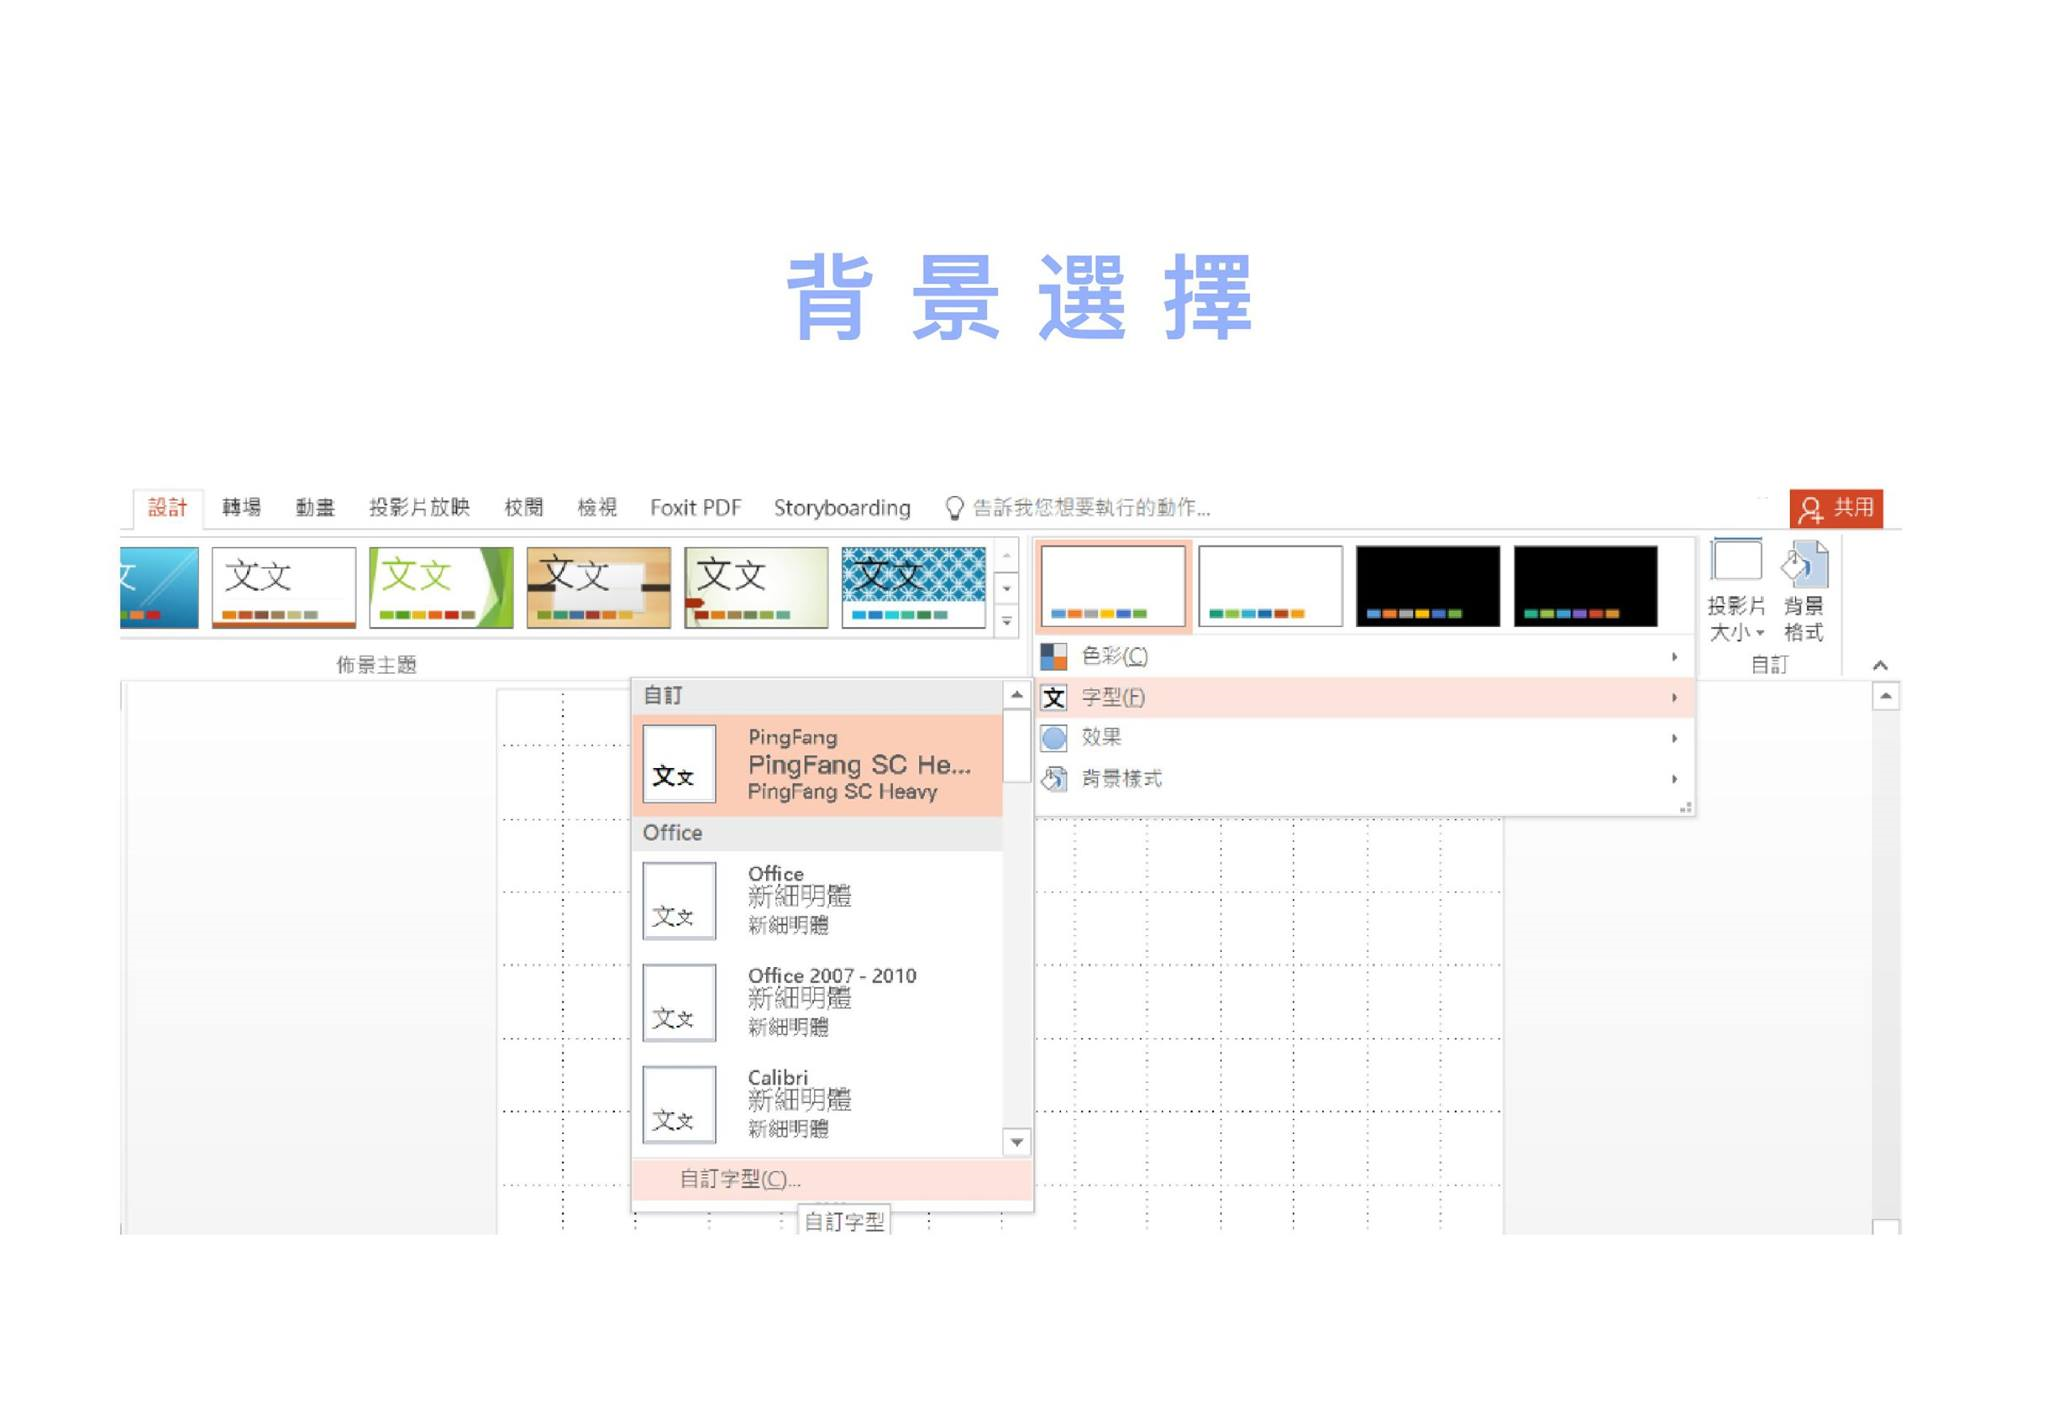 背景選擇
設計 轉場 動畫 投影片放映 校閱 檢視 Foxit PDF Storyboarding 告訴我您想要執行的動作... 共用
文 文文 文文 文文 文文 文文
投影片大小 背景格式
佈景主題 自訂
色彩(C)
字型(F)
效果
背景樣式
自訂
PingFang
文文 PingFang SC He...
PingFang SC Heavy
Office
Office
新細明體
文文 新細明體
Office 2007 - 2010
新細明體
文文 新細明體
Calibri
新細明體
文文 新細明體
自訂字型(C)...
自訂字型